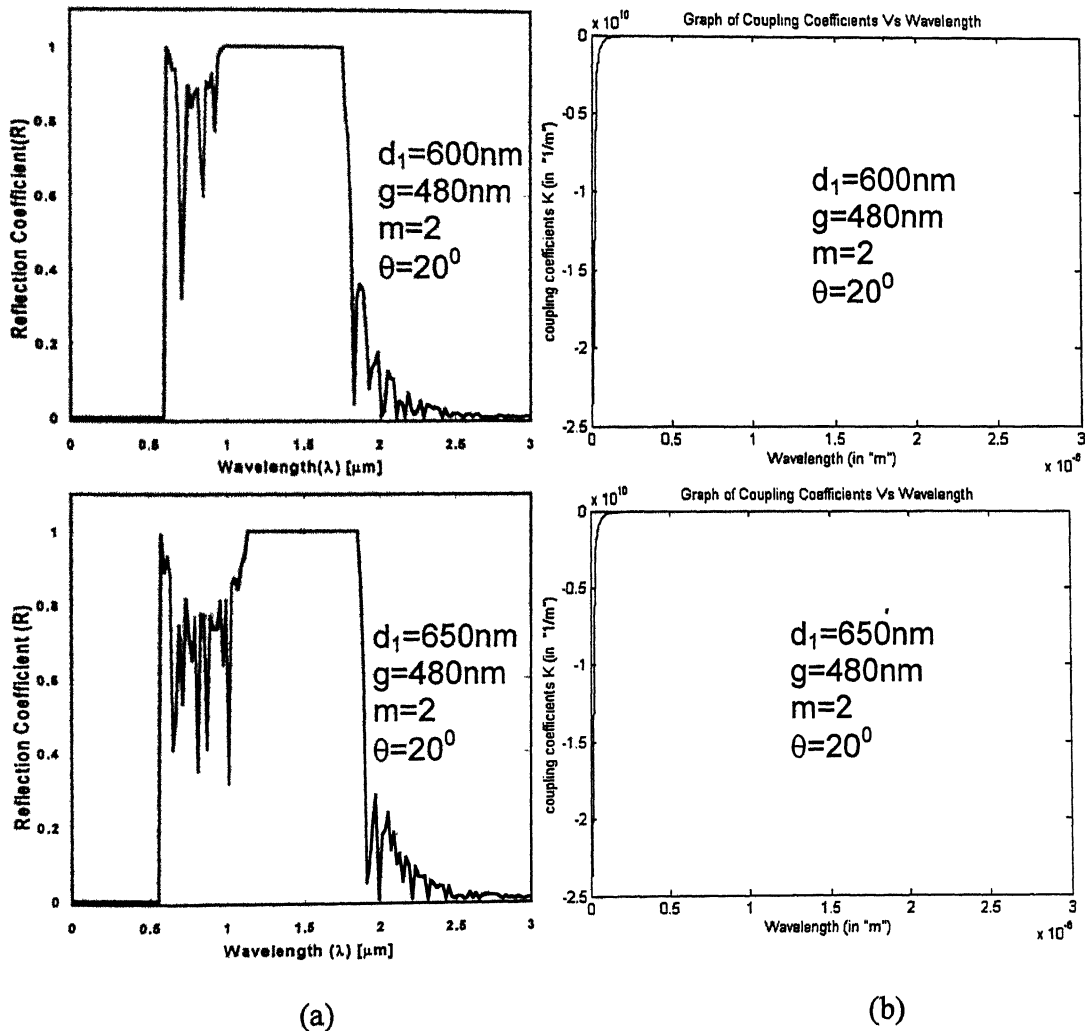 1
0.8
0.6
0.4
0.2
0
Reflection Coefficient(R)
d₁=600nm
g=480nm
m=2
θ=20⁰
0 0.5 1 1.5 2 2.5 3
Wavelength(λ) [μm]
x 10¹⁰
Graph of Coupling Coefficients Vs Wavelength
0
-0.5
-1
-1.5
-2
-2.5
coupling coefficients K (in "1/m")
d₁=600nm
g=480nm
m=2
θ=20⁰
0 0.5 1 1.5 2 2.5 3
Wavelength (in "m")
x 10⁻⁶
1
0.8
0.6
0.4
0.2
0
Reflection Coefficient (R)
d₁=650nm
g=480nm
m=2
θ=20⁰
0 0.5 1 1.5 2 2.5 3
Wavelength (λ) [μm]
x 10¹⁰
Graph of Coupling Coefficients Vs Wavelength
0
-0.5
-1
-1.5
-2
-2.5
coupling coefficients K (in "1/m")
d₁=650nm
g=480nm
m=2
θ=20⁰
0 0.5 1 1.5 2 2.5 3
Wavelength (in "m")
x 10⁻⁶
(a)
(b)